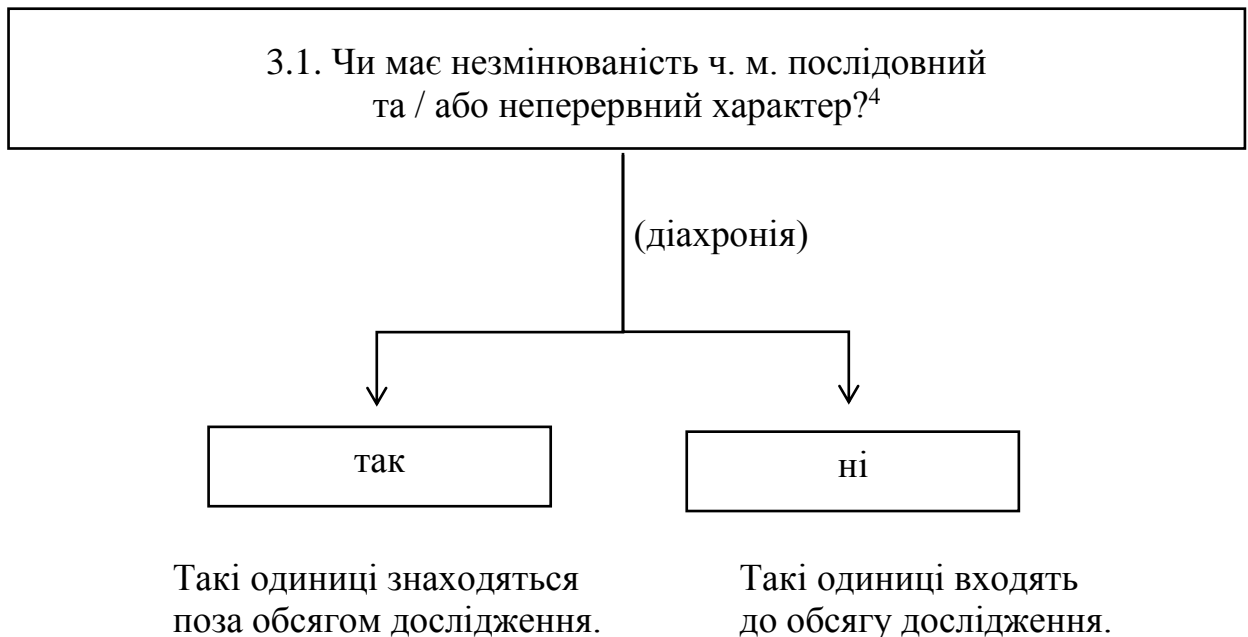 3.1. Чи має незмінюваність ч. м. послідовний
та / або неперервний характер?⁴
(діахронія)
так
ні
Такі одиниці знаходяться
поза обсягом дослідження.
Такі одиниці входять
до обсягу дослідження.